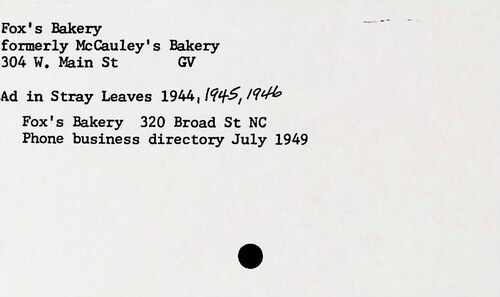 Fox's Bakery
formerly McCauley's Bakery
304 W. Main St GV
Ad in Stray Leaves 1944, 1945, 1946
Fox's Bakery 320 Broad St NC
Phone business directory July 1949